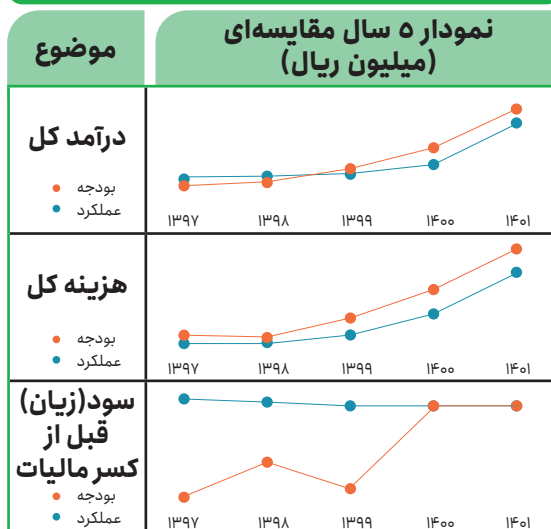 موضوع
نمودار ۵ سال مقایسه‌ای
(میلیون ریال)
درآمد کل
بودجه
عملکرد
۱۳۹۷ ۱۳۹۸ ۱۳۹۹ ۱۴۰۰ ۱۴۰۱
هزینه کل
بودجه
عملکرد
۱۳۹۷ ۱۳۹۸ ۱۳۹۹ ۱۴۰۰ ۱۴۰۱
سود(زیان)
قبل از
کسر مالیات
بودجه
عملکرد
۱۳۹۷ ۱۳۹۸ ۱۳۹۹ ۱۴۰۰ ۱۴۰۱